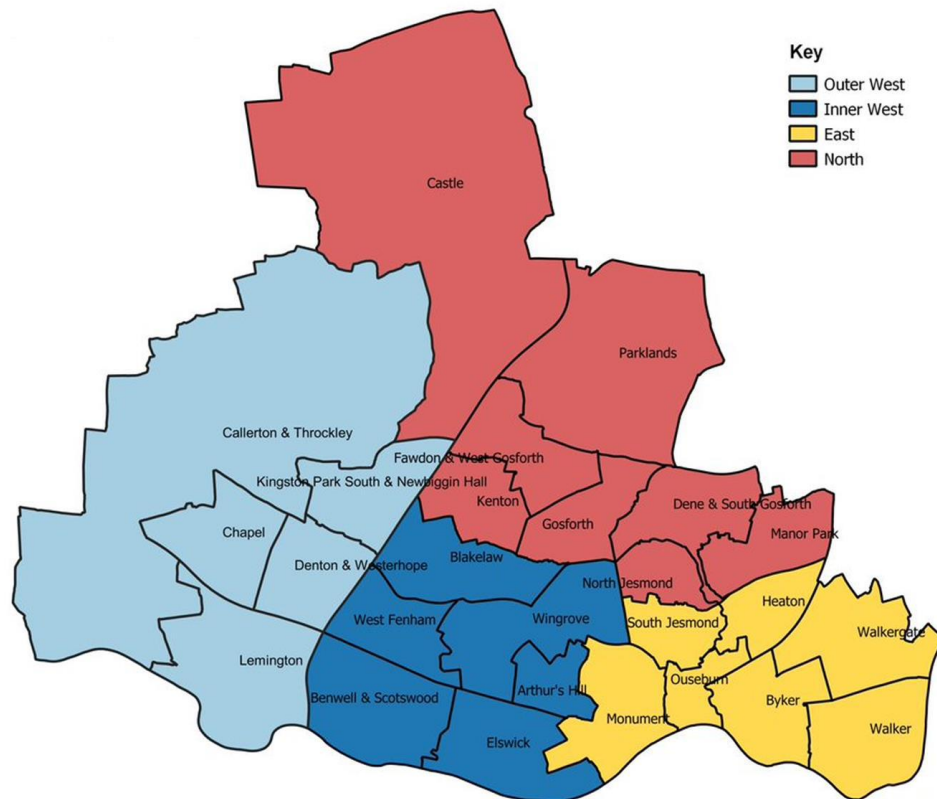 Key
Outer West
Inner West
East
North
Castle
Parklands
Callerton & Throckley
Fawdon & West Gosforth
Kingston Park South & Newbiggin Hall
Kenton
Dene & South Gosforth
Gosforth
Chapel
Manor Park
Blakelaw
Denton & Westerhope
North Jesmond
Heaton
West Fenham
Wingrove
South Jesmond
Walkergate
Lemington
Ouseburn
Arthur's Hill
Benwell & Scotswood
Byker
Monument
Walker
Elswick